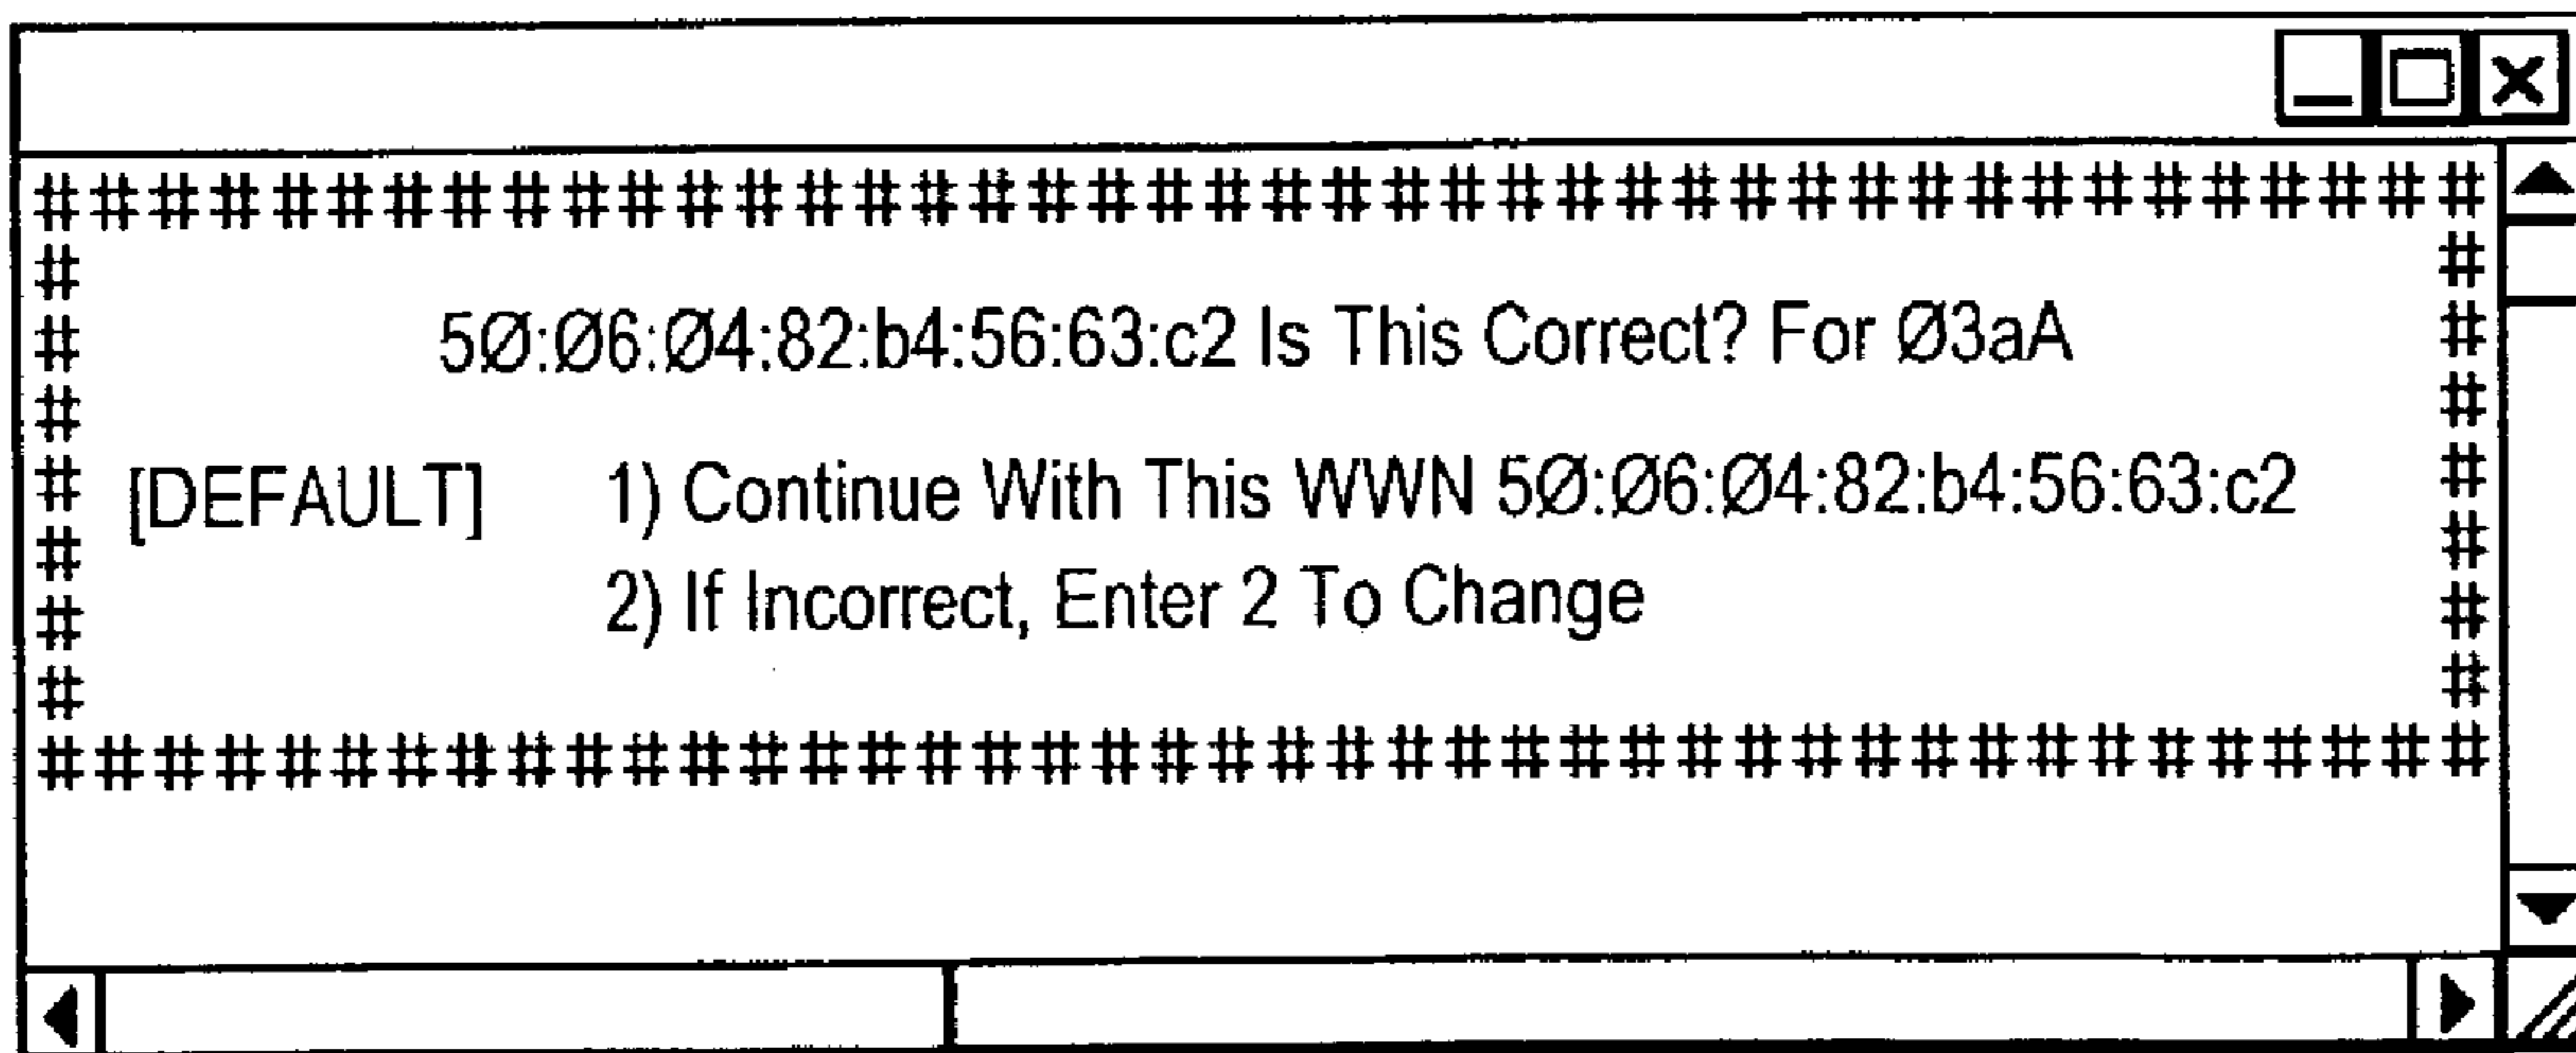 # # # # # # # # # # # # # # # # # # # # # # # # # # # # # # # # # # # # # # # # # #
# #
# 5Ø:Ø6:Ø4:82:b4:56:63:c2 Is This Correct? For Ø3aA #
# #
# [DEFAULT] 1) Continue With This WWN 5Ø:Ø6:Ø4:82:b4:56:63:c2 #
# #
# 2) If Incorrect, Enter 2 To Change #
# #
# # # # # # # # # # # # # # # # # # # # # # # # # # # # # # # # # # # # # # # # # #